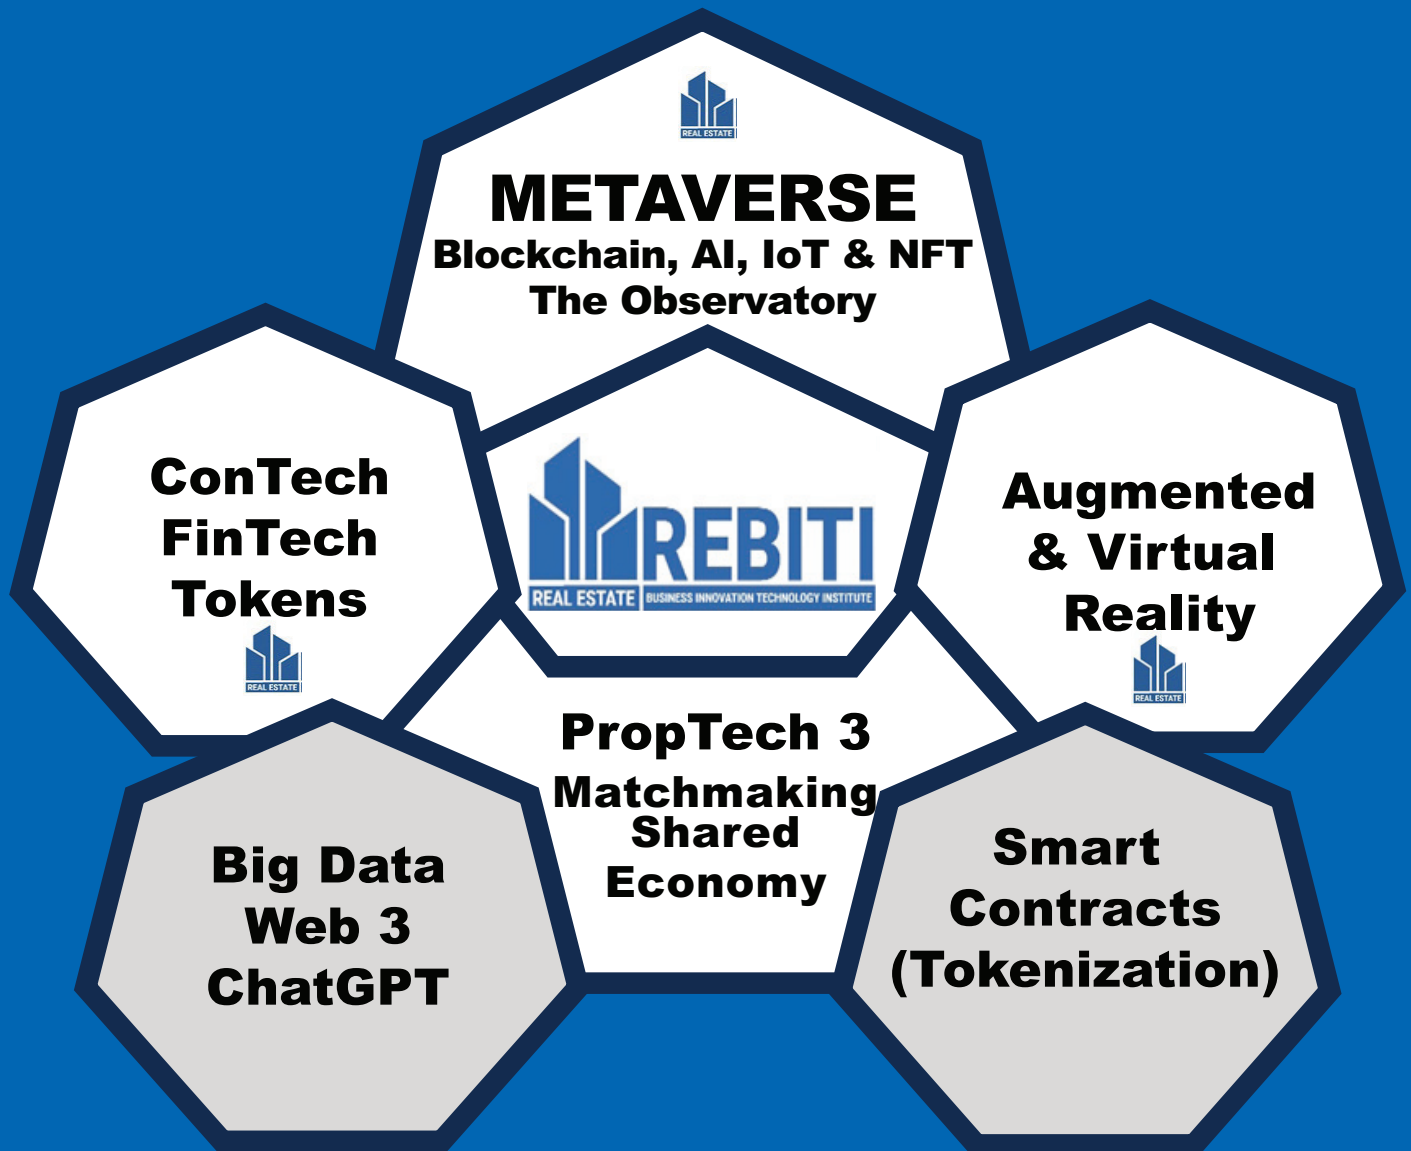 REAL ESTATE
METAVERSE
Blockchain, AI, IoT & NFT
The Observatory
ConTech
FinTech
Tokens
REAL ESTATE
REBITI
REAL ESTATE BUSINESS INNOVATION TECHNOLOGY INSTITUTE
Augmented
& Virtual
Reality
REAL ESTATE
PropTech 3
Matchmaking
Shared
Economy
Big Data
Web 3
ChatGPT
Smart
Contracts
(Tokenization)